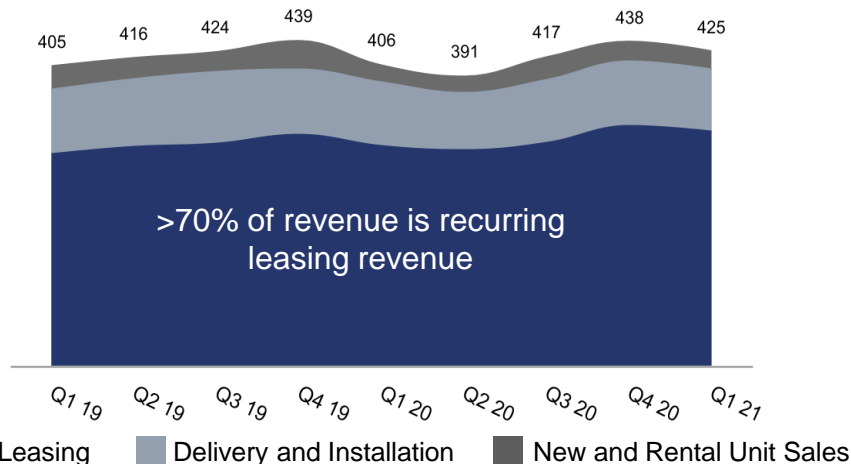 405 416 424 439 406 391 417 438 425
>70% of revenue is recurring
leasing revenue
Q1 19 Q2 19 Q3 19 Q4 19 Q1 20 Q2 20 Q3 20 Q4 20 Q1 21
Leasing Delivery and Installation New and Rental Unit Sales